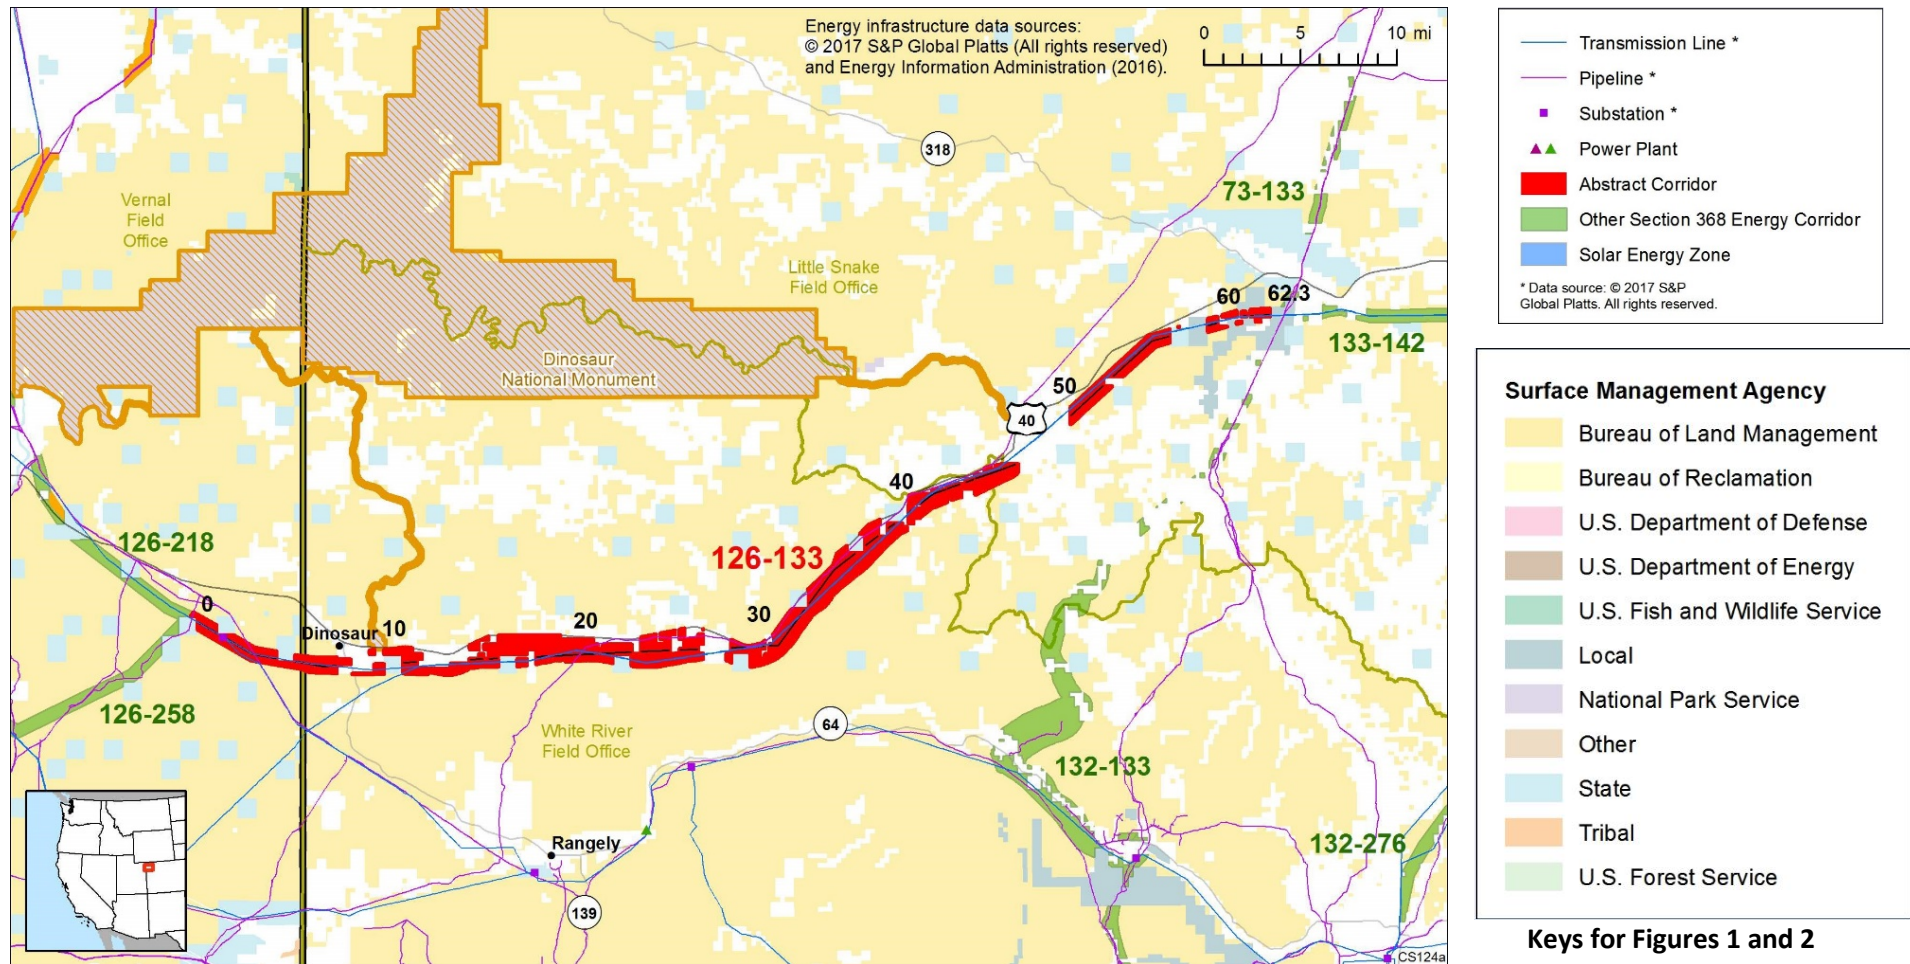 Energy infrastructure data sources:
© 2017 S&P Global Platts (All rights reserved)
and Energy Information Administration (2016).
0 5 10 mi
318
73-133
Vernal
Field
Office
Little Snake
Field Office
60 62.3
133-142
Dinosaur
National Monument
50
40
40
126-218
126-133
0
30
20
Dinosaur 10
126-258
White River
Field Office
64
132-133
Rangely
132-276
139
CS124a
Transmission Line *
Pipeline *
Substation *
Power Plant
Abstract Corridor
Other Section 368 Energy Corridor
Solar Energy Zone
* Data source: © 2017 S&P
Global Platts. All rights reserved.
Surface Management Agency
Bureau of Land Management
Bureau of Reclamation
U.S. Department of Defense
U.S. Department of Energy
U.S. Fish and Wildlife Service
Local
National Park Service
Other
State
Tribal
U.S. Forest Service
Keys for Figures 1 and 2